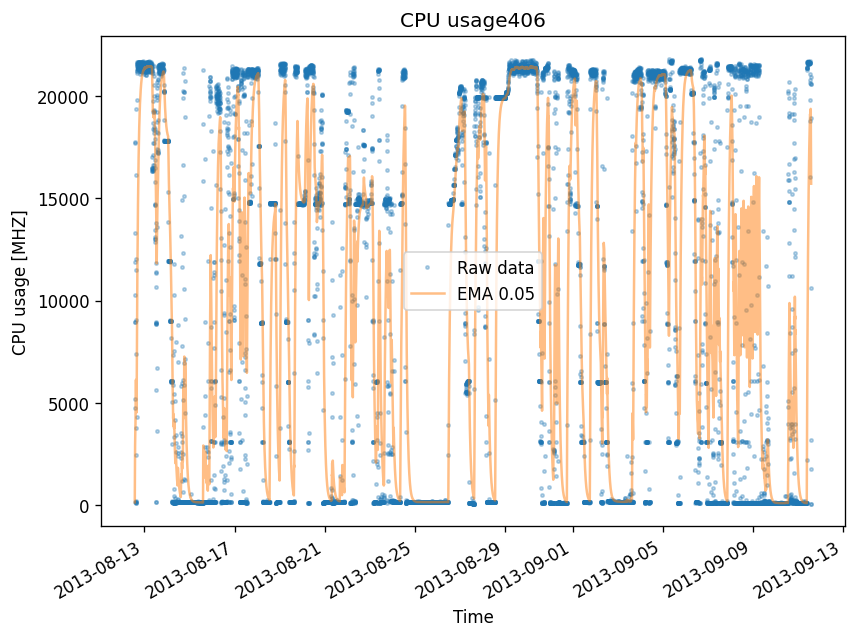 CPU usage406
CPU usage [MHZ]
20000
15000
10000
5000
0
Raw data
EMA 0.05
2013-08-13
2013-08-17
2013-08-21
2013-08-25
2013-08-29
2013-09-01
2013-09-05
2013-09-09
2013-09-13
Time